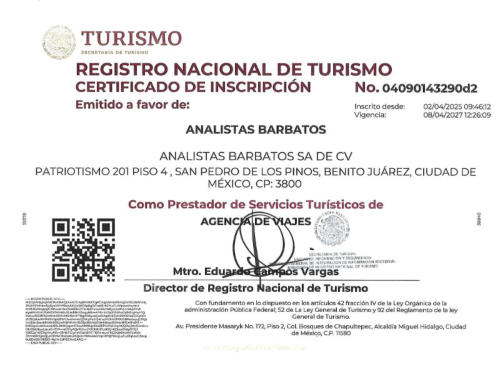 TURISMO
SECRETARÍA DE TURISMO
REGISTRO NACIONAL DE TURISMO
CERTIFICADO DE INSCRIPCIÓN
No. 04090143290d2
Emitido a favor de:
Inscrito desde: 02/04/2025 09:46:12
Vigencia: 08/04/2027 12:26:09
ANALISTAS BARBATOS
ANALISTAS BARBATOS SA DE CV
PATRIOTISMO 201 PISO 4 , SAN PEDRO DE LOS PINOS, BENITO JUÁREZ, CIUDAD DE
MÉXICO, CP: 3800
Como Prestador de Servicios Turísticos de
AGENCIA DE VIAJES
SECRETARÍA DE TURISMO
Mtro. Eduardo Campos Vargas
Director de Registro Nacional de Turismo
Con fundamento en lo dispuesto en los artículos 42 fracción IV de la Ley Orgánica de la
administración Pública Federal; 52 de La Ley General de Turismo y 92 del Reglamento de la ley
General de Turismo.
Av. Presidente Masaryk No. 172, Piso 2, Col. Bosques de Chapultepec, Alcaldía Miguel Hidalgo, Ciudad
de México, C.P. 11580